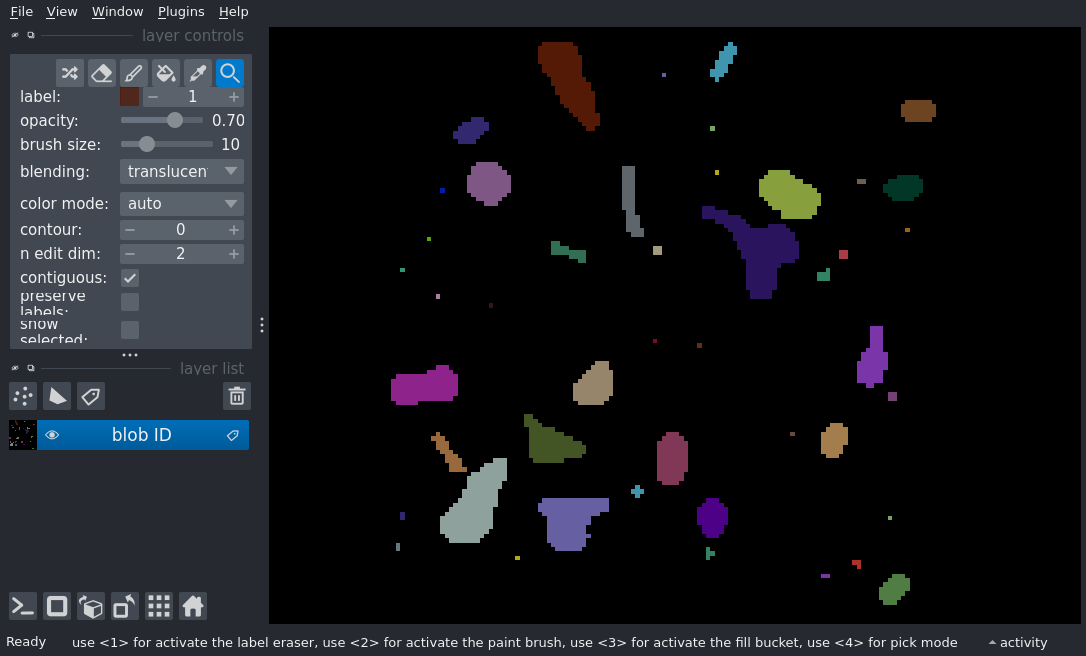 File View Window Plugins Help
layer controls
label: 1
opacity: 0.70
brush size: 10
blending: translucen
color mode: auto
contour: 0
n edit dim: 2
contiguous:
preserve
labels:
show
selected:
layer list
blob ID
Ready use <1> for activate the label eraser, use <2> for activate the paint brush, use <3> for activate the fill bucket, use <4> for pick mode activity